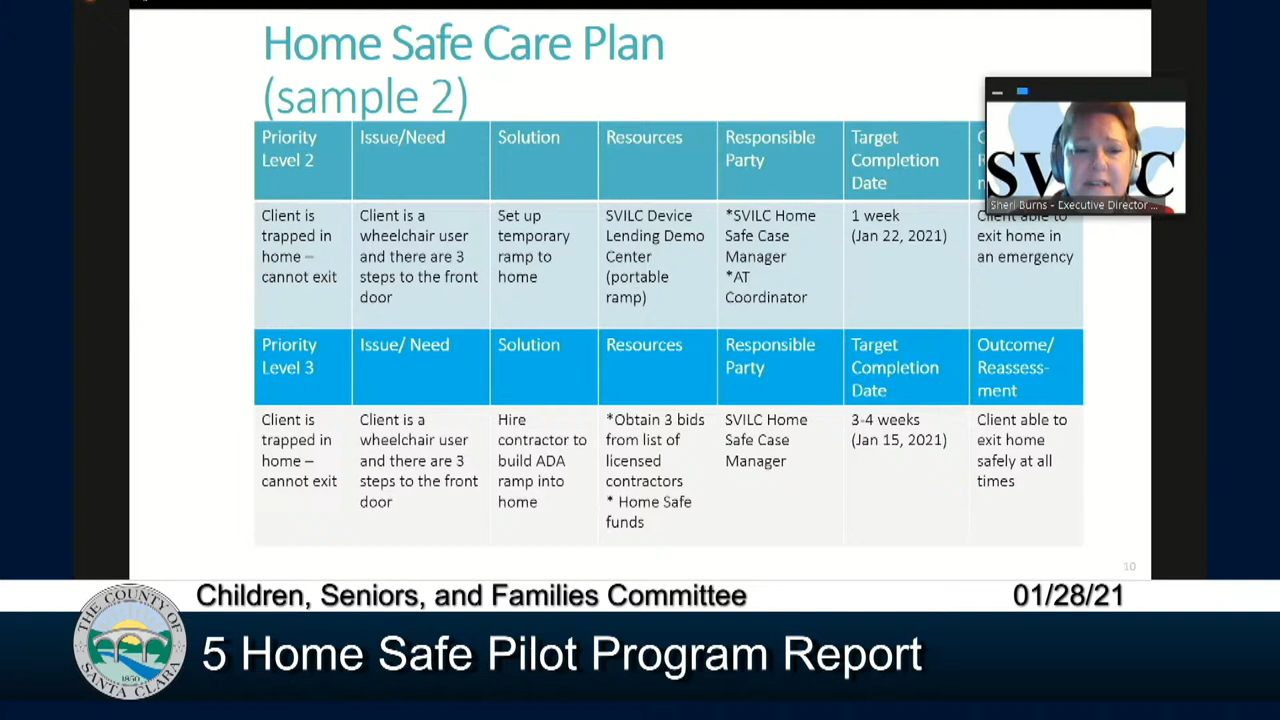 Home Safe Care Plan
(sample 2)
Priority
Level 2
Issue/Need
Solution
Resources
Responsible
Party
Target
Completion
Date
Client is
trapped in
home –
cannot exit
Client is a
wheelchair user
and there are 3
steps to the front
door
Set up
temporary
ramp to
home
SVILC Device
Lending Demo
Center
(portable
ramp)
*SVILC Home
Safe Case
Manager
*AT
Coordinator
1 week
(Jan 22, 2021)
Client able to
exit home in
an emergency
SV C
Sheri Burns - Executive Director ...
Priority
Level 3
Issue/ Need
Solution
Resources
Responsible
Party
Target
Completion
Date
Outcome/
Reassess-
ment
Client is
trapped in
home –
cannot exit
Client is a
wheelchair user
and there are 3
steps to the front
door
Hire
contractor to
build ADA
ramp into
home
*Obtain 3 bids
from list of
licensed
contractors
* Home Safe
funds
SVILC Home
Safe Case
Manager
3-4 weeks
(Jan 15, 2021)
Client able to
exit home
safely at all
times
10
Children, Seniors, and Families Committee
01/28/21
THE COUNTY OF
SANTA CLARA
1850
5 Home Safe Pilot Program Report